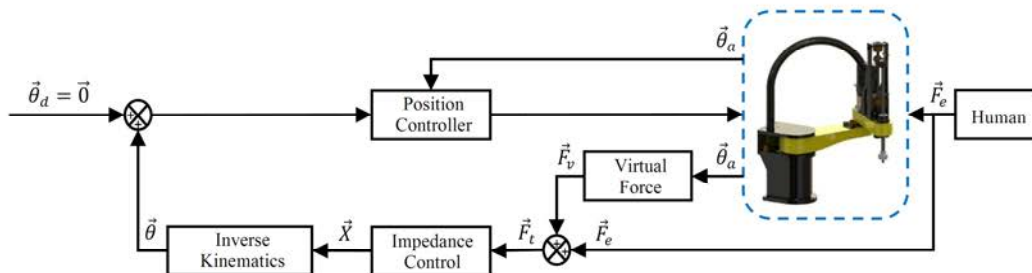 θ⃗a
θ⃗d = 0⃗
+
+
Position
Controller
F⃗e
Human
F⃗v
Virtual
Force
θ⃗a
θ⃗
Inverse
Kinematics
X⃗
Impedance
Control
F⃗t
+
+
F⃗e